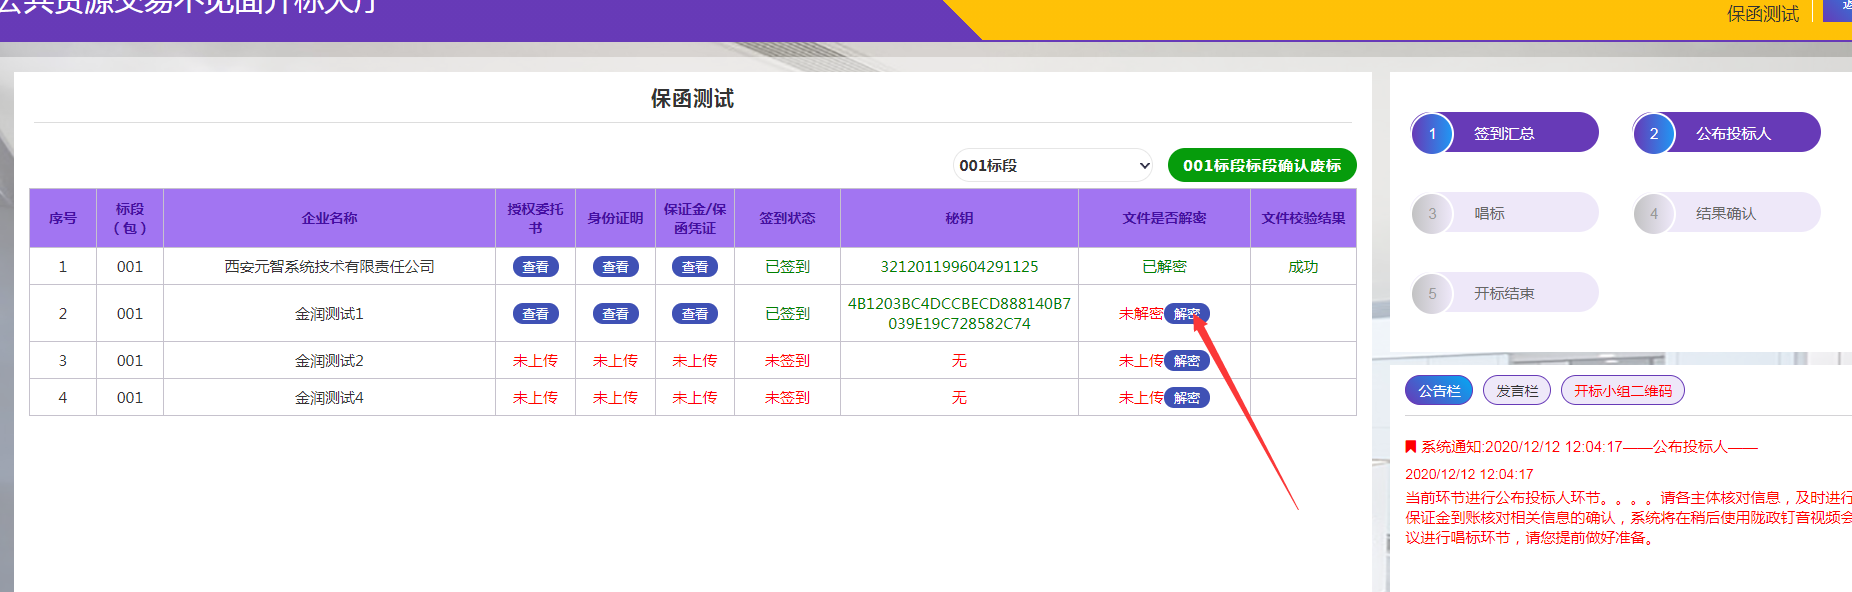 公共资源交易不见面开标大厅
保函测试
保函测试
001标段
001标段标段确认废标
序号 标段（包） 企业名称 授权委托书 身份证明 保证金/保函凭证 签到状态 秘钥 文件是否解密 文件校验结果
1 001 西安元智系统技术有限责任公司 查看 查看 查看 已签到 321201199604291125 已解密 成功
2 001 金润测试1 查看 查看 查看 已签到 4B1203BC4DCCBECD888140B7
039E19C728582C74 未解密 解密
3 001 金润测试2 未上传 未上传 未上传 未签到 无 未上传 解密
4 001 金润测试4 未上传 未上传 未上传 未签到 无 未上传 解密
1 签到汇总 2 公布投标人
3 唱标 4 结果确认
5 开标结束
公告栏 发言栏 开标小组二维码
系统通知:2020/12/12 12:04:17——公布投标人——
2020/12/12 12:04:17
当前环节进行公布投标人环节。。。。请各主体核对信息，及时进行
保证金到账核对相关信息的确认，系统将在稍后使用陇政钉音视频会
议进行唱标环节，请您提前做好准备。